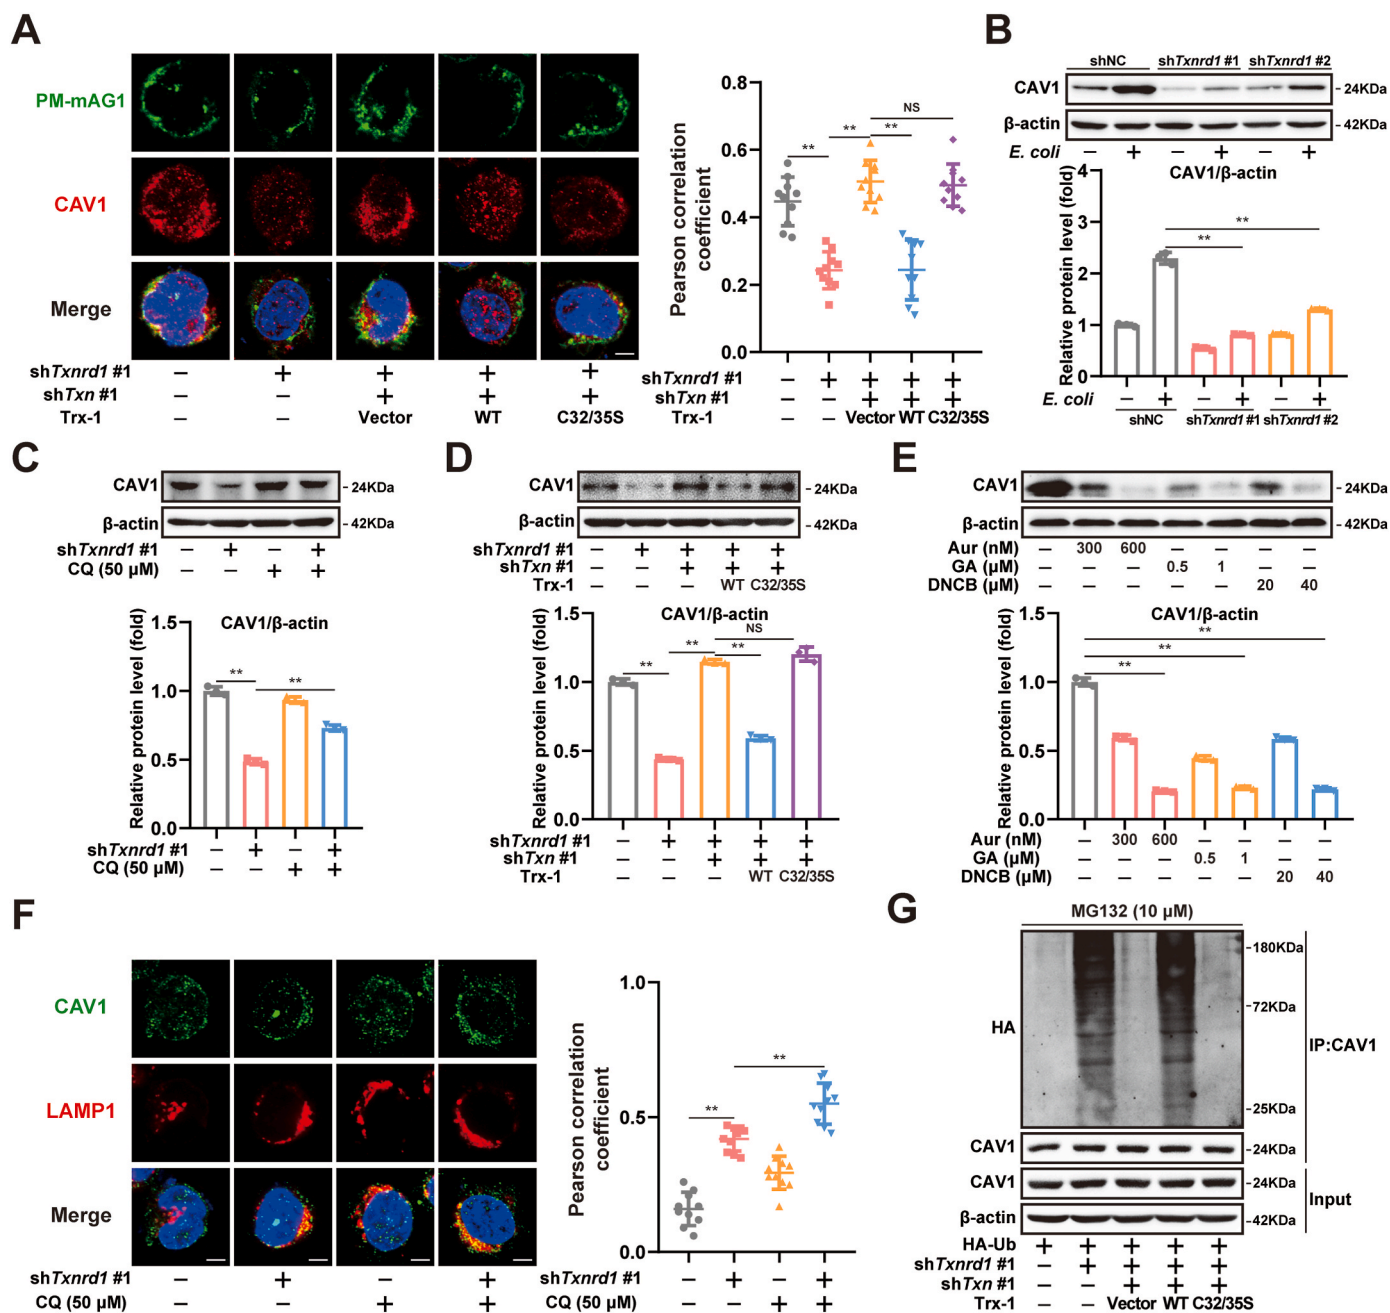 A
PM-mAG1
CAV1
Merge
shTxnrd1 #1 − + + + +
shTxn #1 − − + + +
Trx-1 − − Vector WT C32/35S
Pearson correlation
coefficient
0.8
0.6
0.4
0.2
0.0
** ** ** NS
shTxnrd1 #1 − + + + +
shTxn #1 − − + + +
Trx-1 − − Vector WT C32/35S
B
shNC shTxnrd1 #1 shTxnrd1 #2
CAV1 -24KDa
β-actin -42KDa
E. coli − + − + − +
CAV1/β-actin
Relative protein level (fold)
4
3
2
1
0
**
**
E. coli − + − + − +
shNC shTxnrd1 #1 shTxnrd1 #2
C
CAV1 -24KDa
β-actin -42KDa
shTxnrd1 #1 − + − +
CQ (50 μM) − − + +
CAV1/β-actin
Relative protein level (fold)
1.5
1.0
0.5
0.0
** **
shTxnrd1 #1 − + − +
CQ (50 μM) − − + +
D
CAV1 -24KDa
β-actin -42KDa
shTxnrd1 #1 − + + + +
shTxn #1 − − + + +
Trx-1 − − − WT C32/35S
CAV1/β-actin
Relative protein level (fold)
1.5
1.0
0.5
0.0
** ** ** NS
shTxnrd1 #1 − + + + +
shTxn #1 − − + + +
Trx-1 − − − WT C32/35S
E
CAV1 -24KDa
β-actin -42KDa
Aur (nM) − 300 600 − − − −
GA (μM) − − − 0.5 1 − −
DNCB (μM) − − − − − 20 40
CAV1/β-actin
Relative protein level (fold)
1.5
1.0
0.5
0.0
**
**
**
Aur (nM) − 300 600 − − − −
GA (μM) − − − 0.5 1 − −
DNCB (μM) − − − − − 20 40
F
CAV1
LAMP1
Merge
shTxnrd1 #1 − + − +
CQ (50 μM) − − + +
Pearson correlation
coefficient
1.0
0.5
0.0
** **
shTxnrd1 #1 − + − +
CQ (50 μM) − − + +
G
MG132 (10 μM)
HA
-180KDa
-72KDa
-25KDa
IP:CAV1
CAV1 -24KDa
CAV1 -24KDa
Input
β-actin -42KDa
HA-Ub + + + + +
shTxnrd1 #1 − + + + +
shTxn #1 − − + + +
Trx-1 − − Vector WT C32/35S